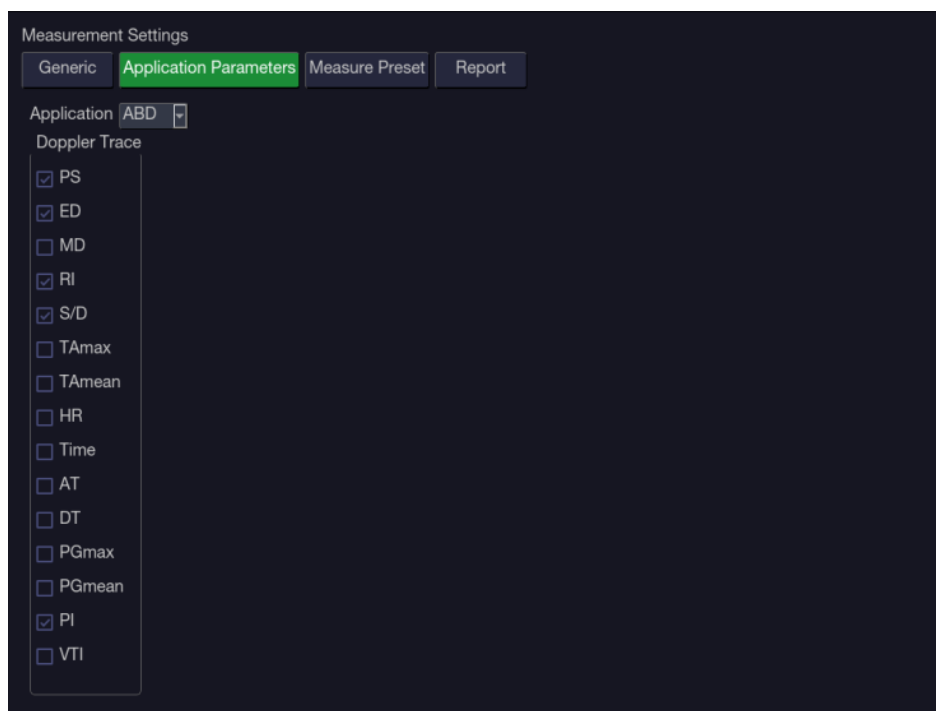 Measurement Settings
Generic Application Parameters Measure Preset Report
Application ABD
Doppler Trace
PS
ED
MD
RI
S/D
TAmax
TAmean
HR
Time
AT
DT
PGmax
PGmean
PI
VTI